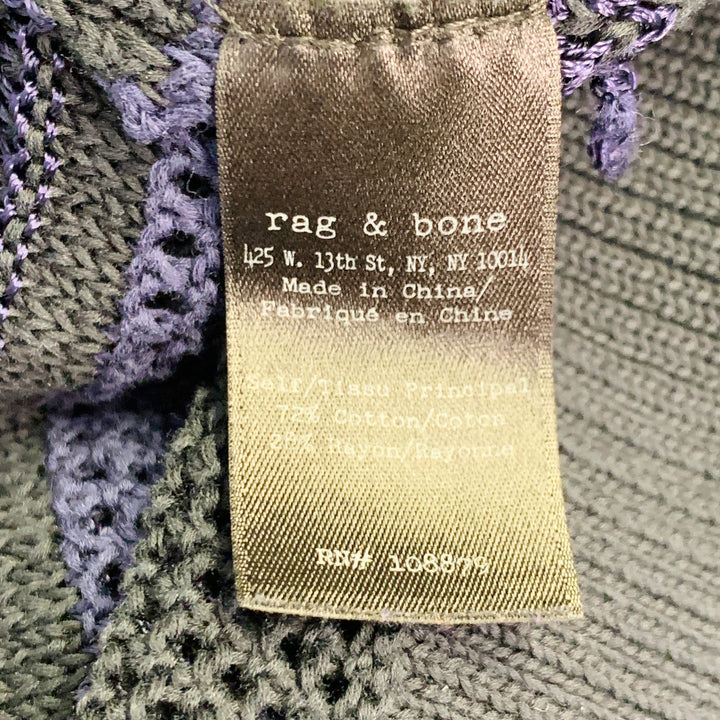 rag & bone
425 W. 13th St, NY, NY 10014
Made in China/
Fabriqué en Chine
Self/Tissu Principal
72% Cotton/Coton
28% Rayon/Rayonne
RN# 108879